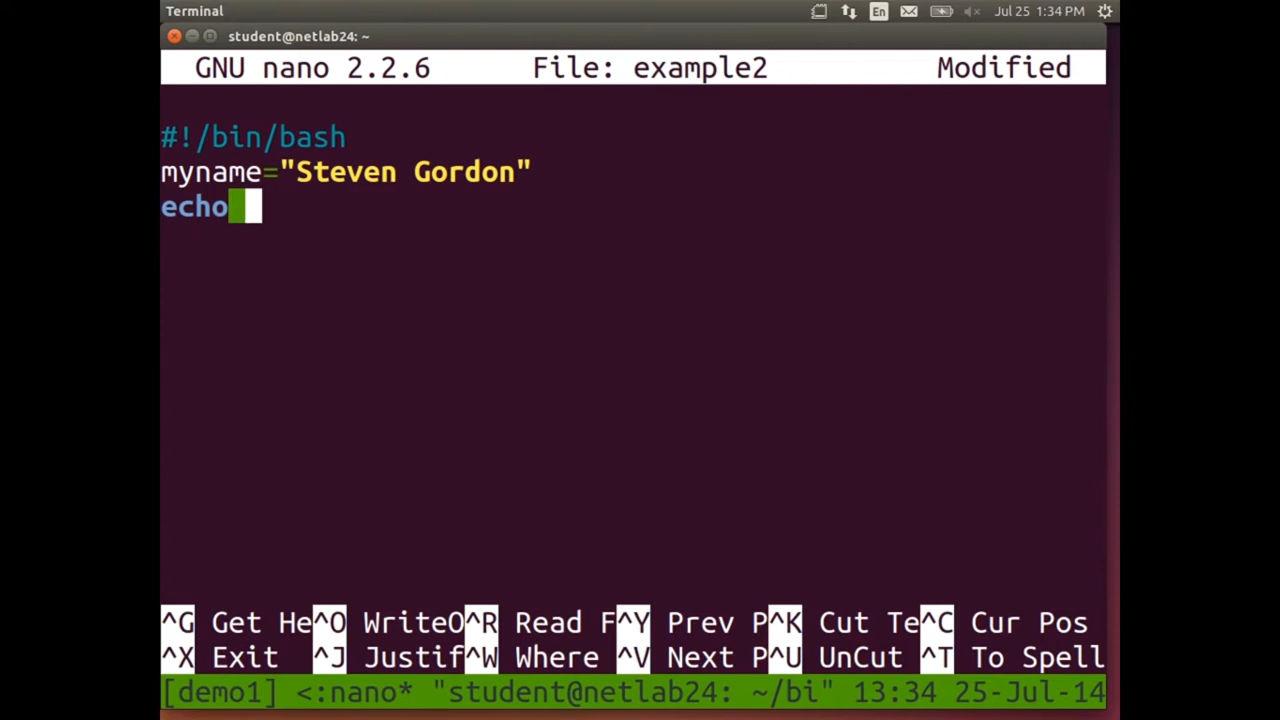 Terminal
En
Jul 25 1:34 PM
student@netlab24: ~
GNU nano 2.2.6 File: example2 Modified
#!/bin/bash
myname="Steven Gordon"
echo
^G Get He^O WriteO^R Read F^Y Prev P^K Cut Te^C Cur Pos
^X Exit ^J Justif^W Where ^V Next P^U UnCut ^T To Spell
[demo1] <:nano* "student@netlab24: ~/bi" 13:34 25-Jul-14